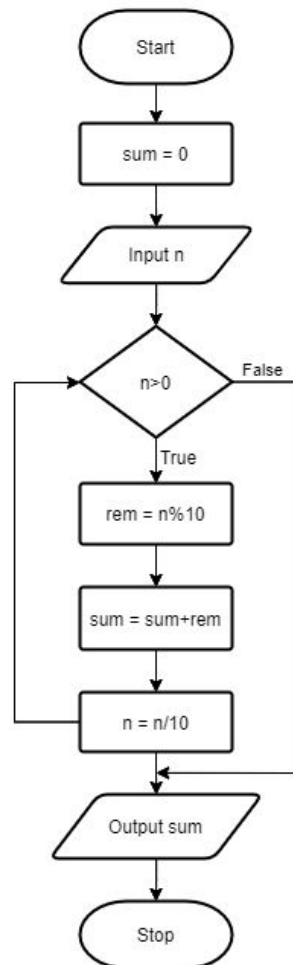 Start
sum = 0
Input n
n>0
False
True
rem = n%10
sum = sum+rem
n = n/10
Output sum
Stop